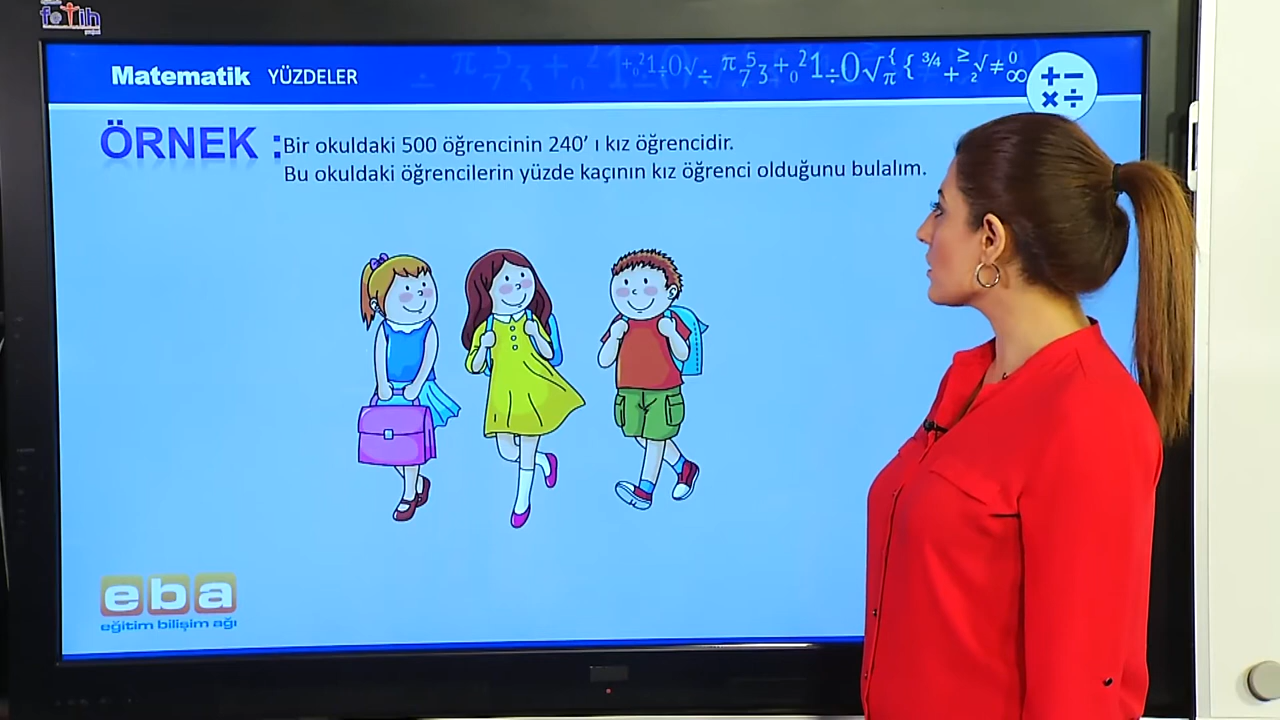 fatih
Matematik YÜZDELER
ÖRNEK : Bir okuldaki 500 öğrencinin 240' ı kız öğrencidir.
Bu okuldaki öğrencilerin yüzde kaçının kız öğrenci olduğunu bulalım.
eba
eğitim bilişim ağı